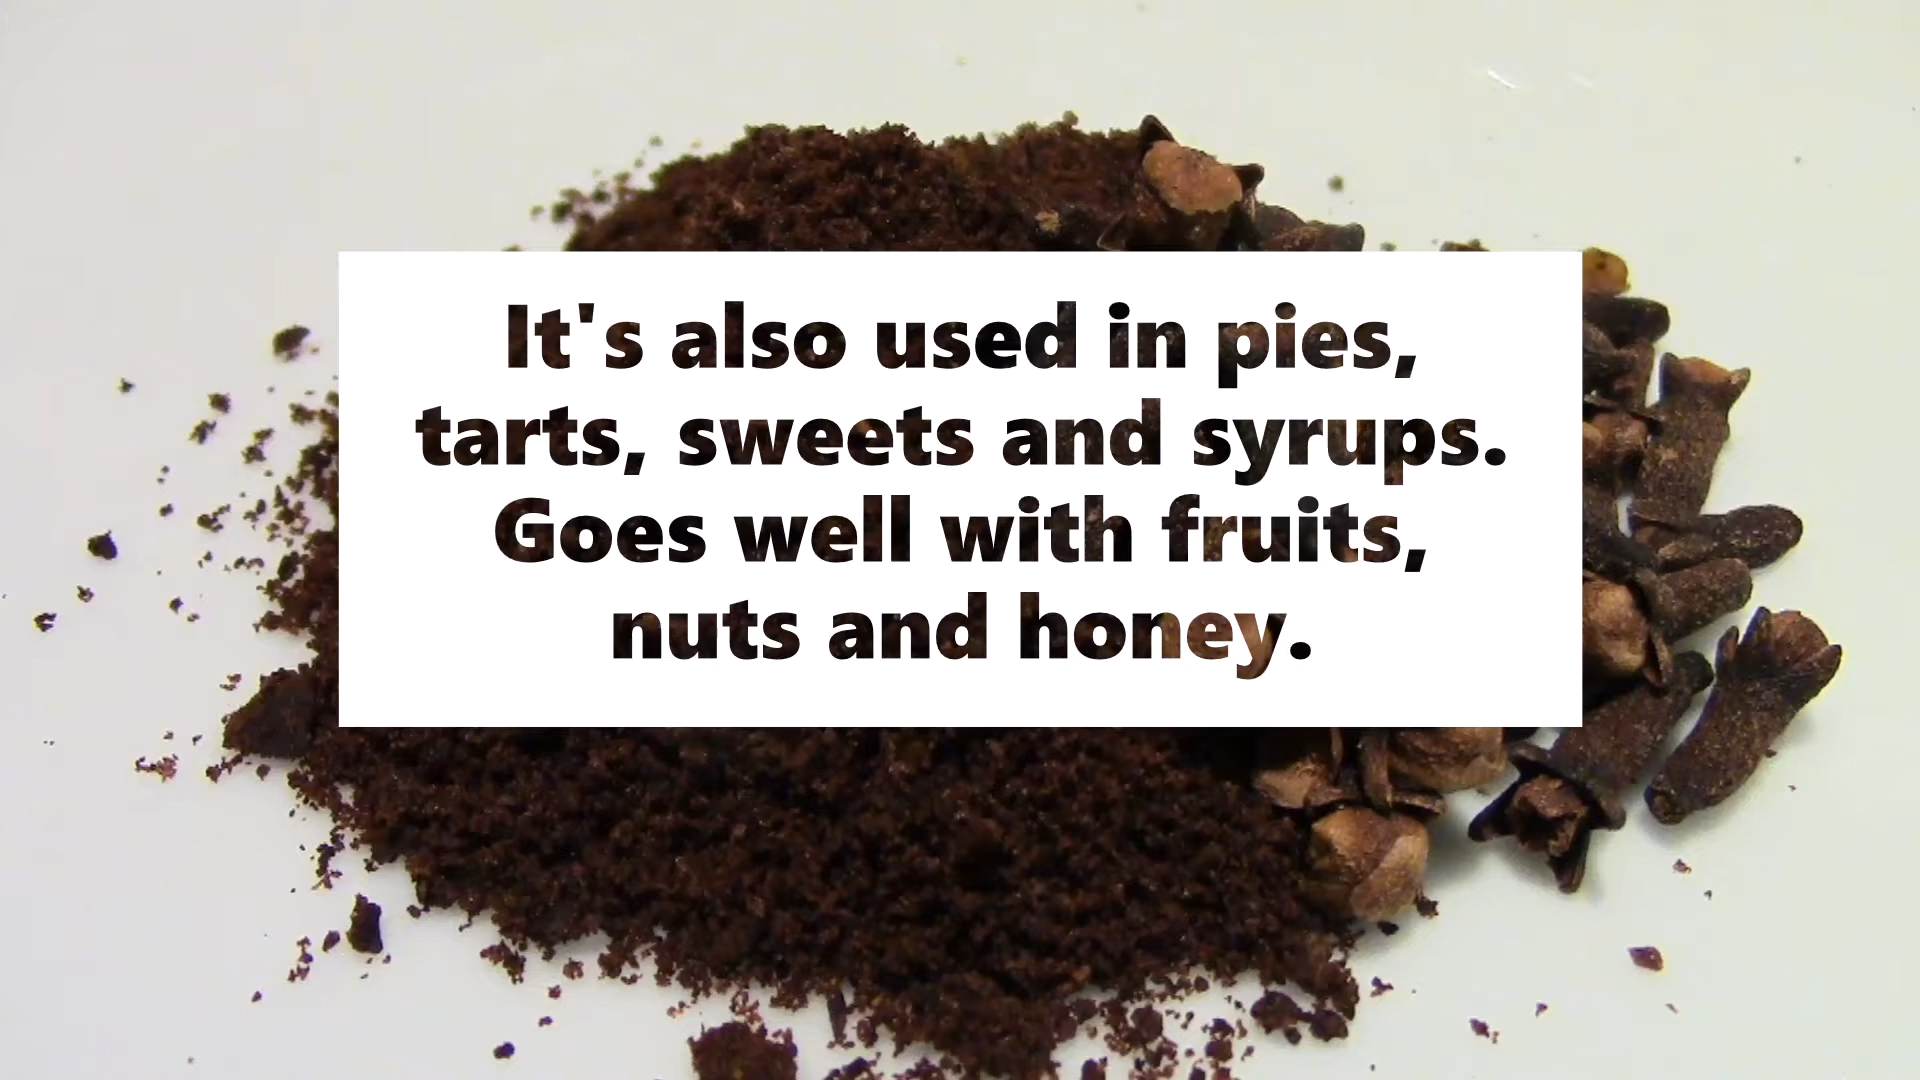 It's also used in pies,
tarts, sweets and syrups.
Goes well with fruits,
nuts and honey.